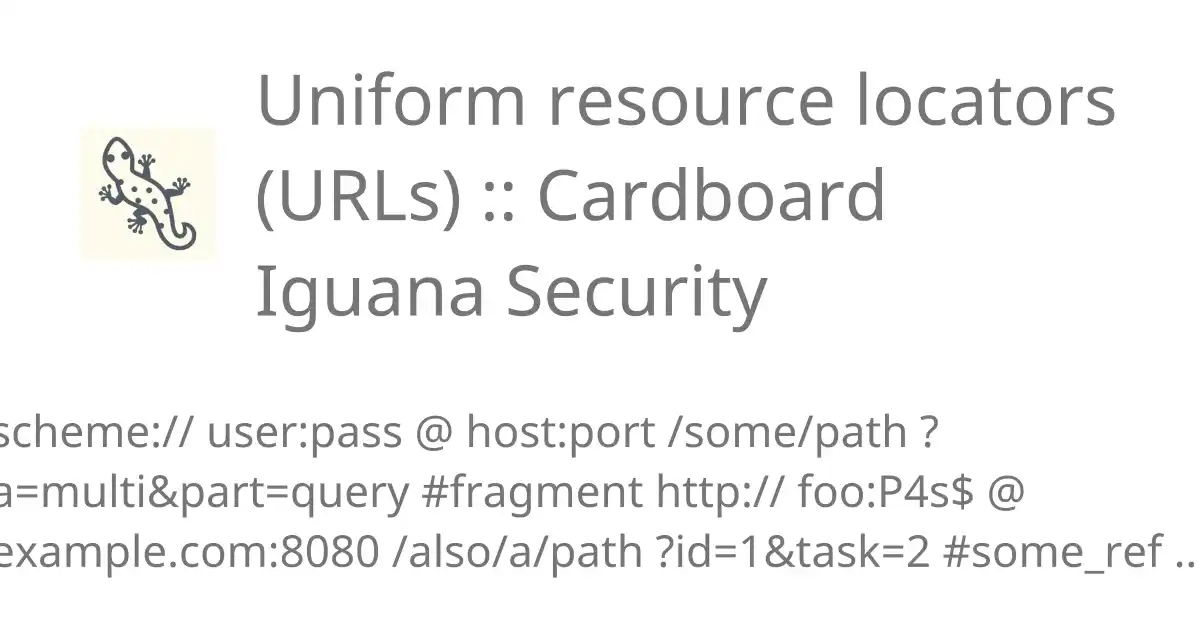 Uniform resource locators
(URLs) :: Cardboard
Iguana Security
scheme:// user:pass @ host:port /some/path ?
a=multi&part=query #fragment http:// foo:P4s$ @
example.com:8080 /also/a/path ?id=1&task=2 #some_ref ..